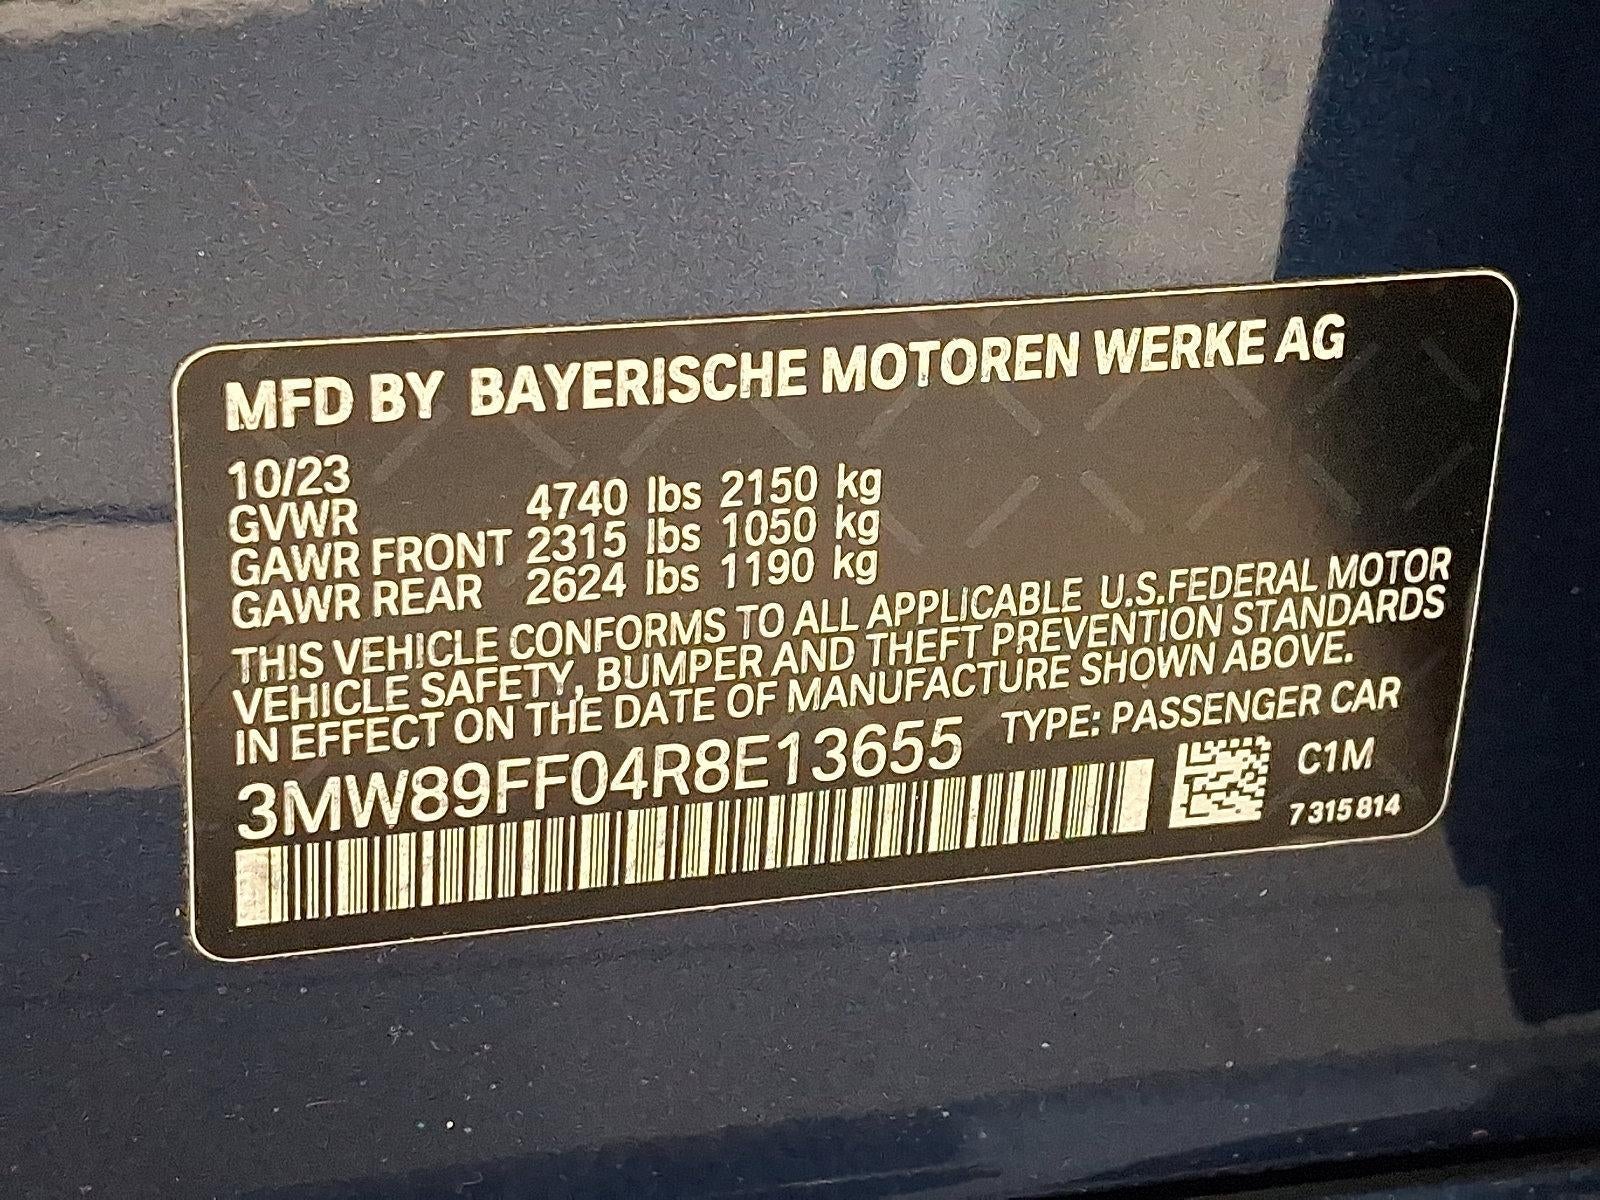 MFD BY BAYERISCHE MOTOREN WERKE AG
10/23
GVWR 4740 lbs 2150 kg
GAWR FRONT 2315 lbs 1050 kg
GAWR REAR 2624 lbs 1190 kg
THIS VEHICLE CONFORMS TO ALL APPLICABLE U.S.FEDERAL MOTOR
VEHICLE SAFETY, BUMPER AND THEFT PREVENTION STANDARDS
IN EFFECT ON THE DATE OF MANUFACTURE SHOWN ABOVE.
3MW89FF04R8E13655 TYPE: PASSENGER CAR
C1M
7 315 814